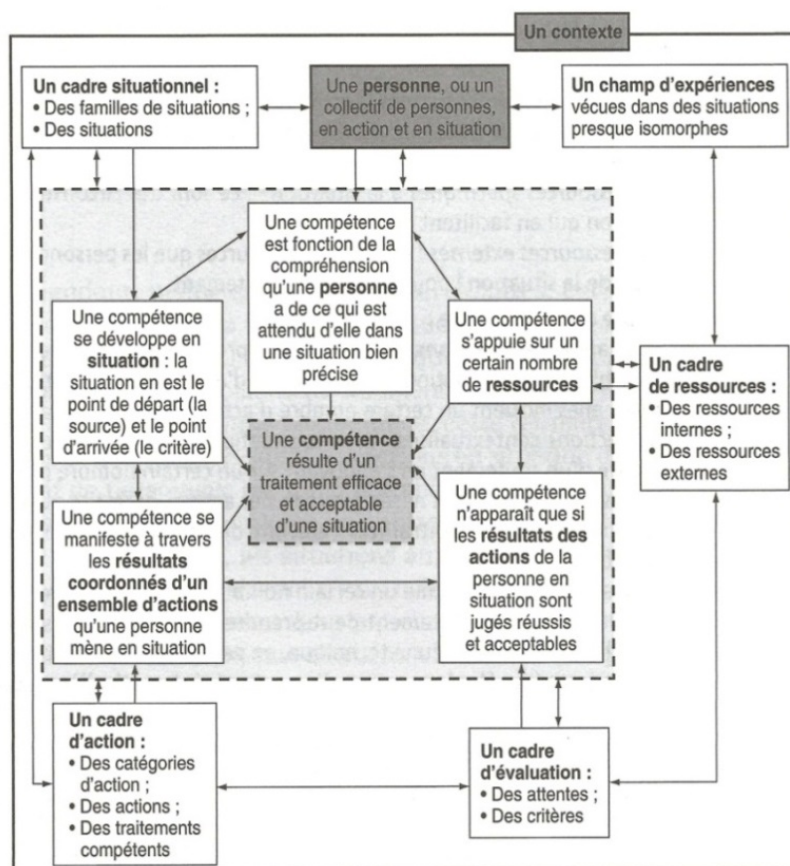 Un contexte
Un cadre situationnel :
• Des familles de situations ;
• Des situations
Une personne, ou un
collectif de personnes,
en action et en situation
Un champ d'expériences
vécues dans des situations
presque isomorphes
Une compétence
est fonction de la
compréhension
qu'une personne
a de ce qui est
attendu d'elle dans
une situation bien
précise
Une compétence
se développe en
situation : la
situation en est le
point de départ (la
source) et le point
d'arrivée (le critère)
Une compétence
s'appuie sur un
certain nombre
de ressources
Un cadre
de ressources :
• Des ressources
internes ;
• Des ressources
externes
Une compétence
résulte d'un
traitement efficace
et acceptable
d'une situation
Une compétence se
manifeste à travers
les résultats
coordonnés d'un
ensemble d'actions
qu'une personne
mène en situation
Une compétence
n'apparaît que si
les résultats des
actions de la
personne en
situation sont
jugés réussis
et acceptables
Un cadre
d'action :
• Des catégories
d'action ;
• Des actions ;
• Des traitements
compétents
Un cadre
d'évaluation :
• Des attentes ;
• Des critères